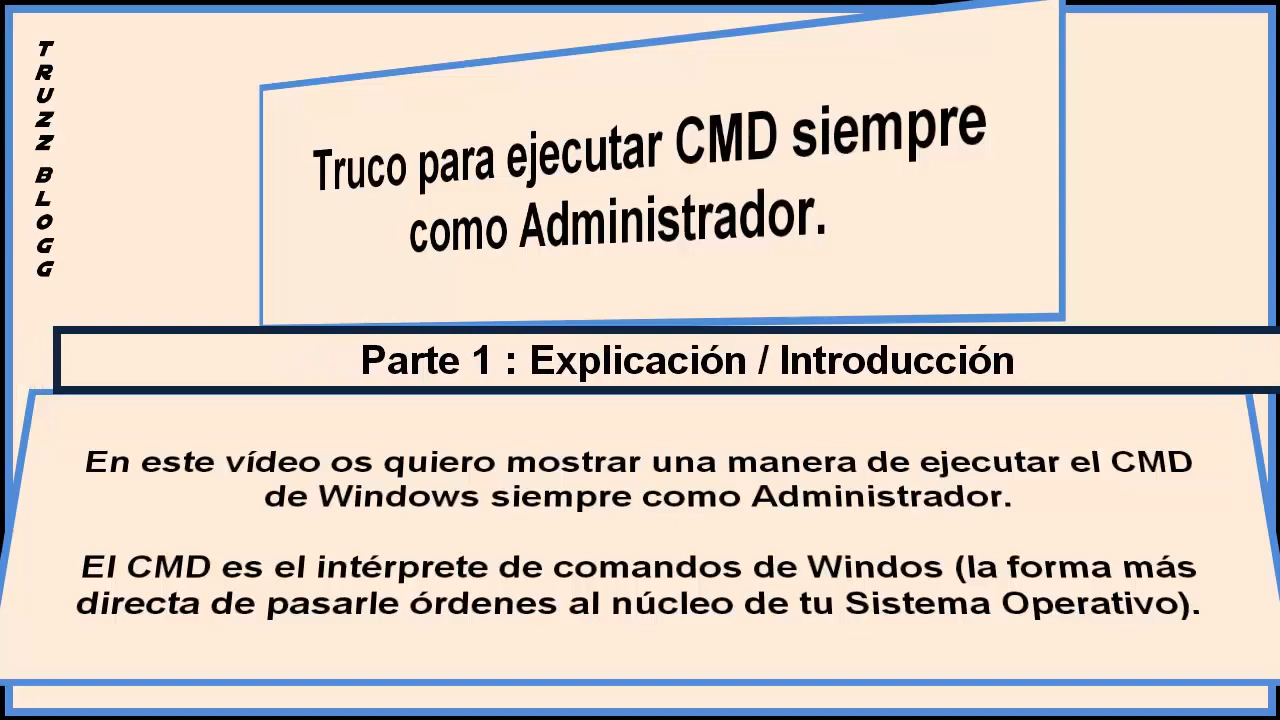 TRUZZ BLOGG
Truco para ejecutar CMD siempre
como Administrador.
Parte 1 : Explicación / Introducción
En este vídeo os quiero mostrar una manera de ejecutar el CMD
de Windows siempre como Administrador.
El CMD es el intérprete de comandos de Windos (la forma más
directa de pasarle órdenes al núcleo de tu Sistema Operativo).